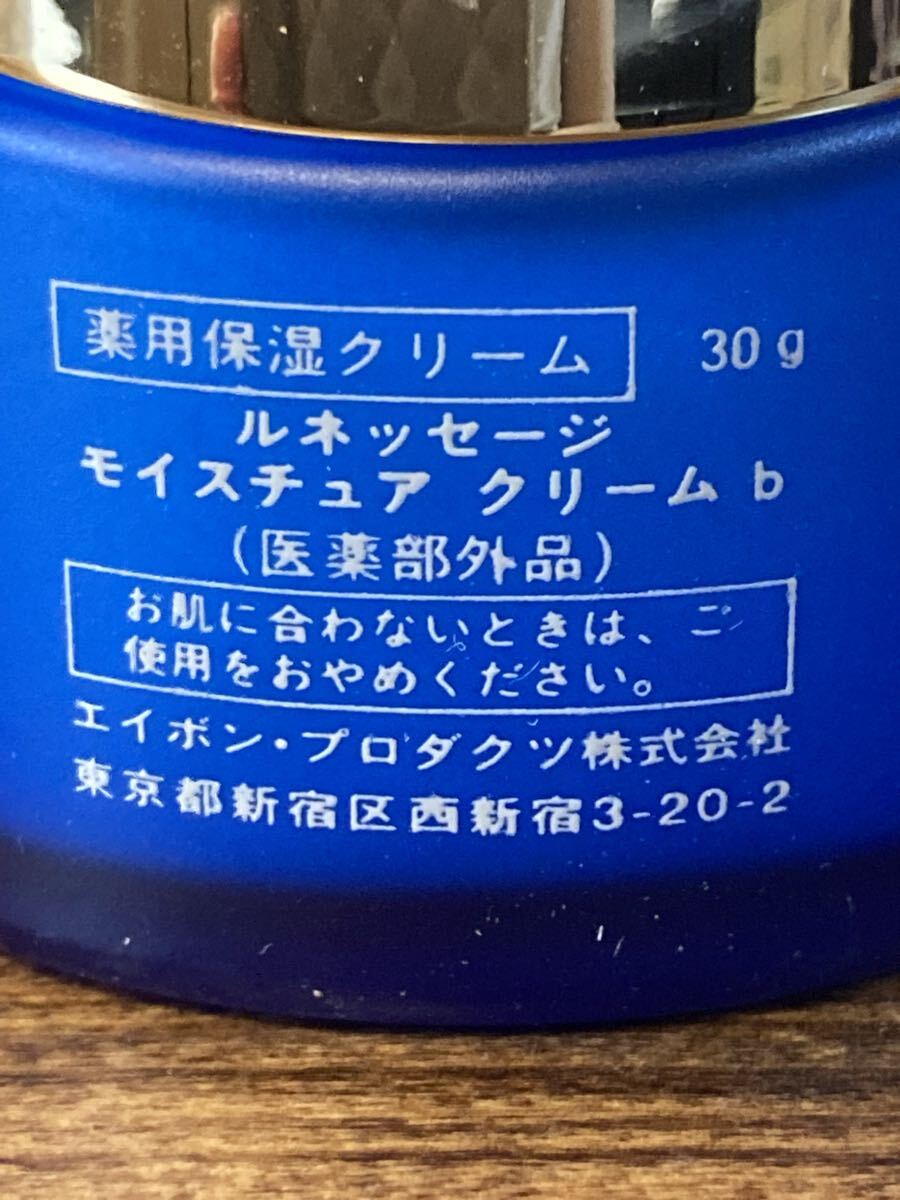 薬用保湿クリーム 30g
ルネッセージ
モイスチュア クリーム b
(医薬部外品)
お肌に合わないときは、ご
使用をおやめください。
エイボン・プロダクツ株式会社
東京都新宿区西新宿3-20-2